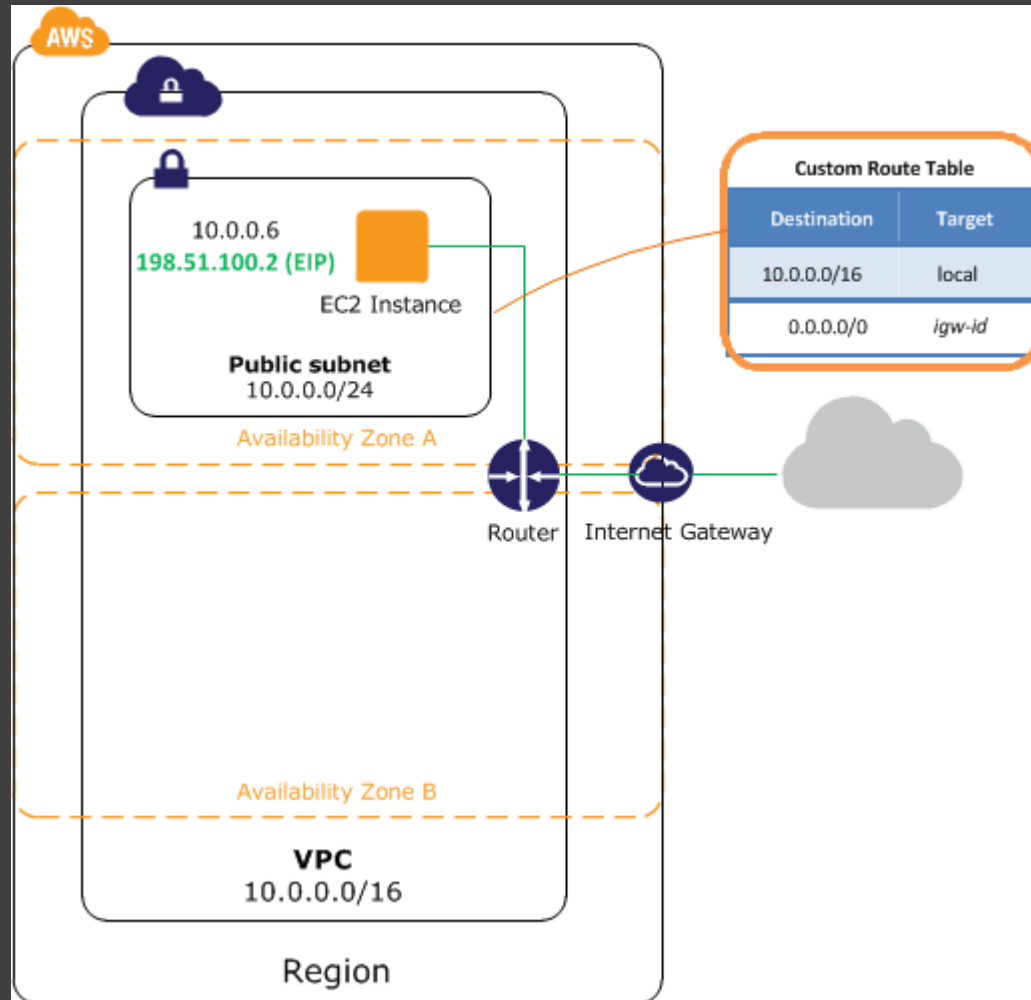 AWS
10.0.0.6
198.51.100.2 (EIP)
EC2 Instance
Public subnet
10.0.0.0/24
Availability Zone A
Custom Route Table
Destination Target
10.0.0.0/16 local
0.0.0.0/0 igw-id
Router
Internet Gateway
Availability Zone B
VPC
10.0.0.0/16
Region